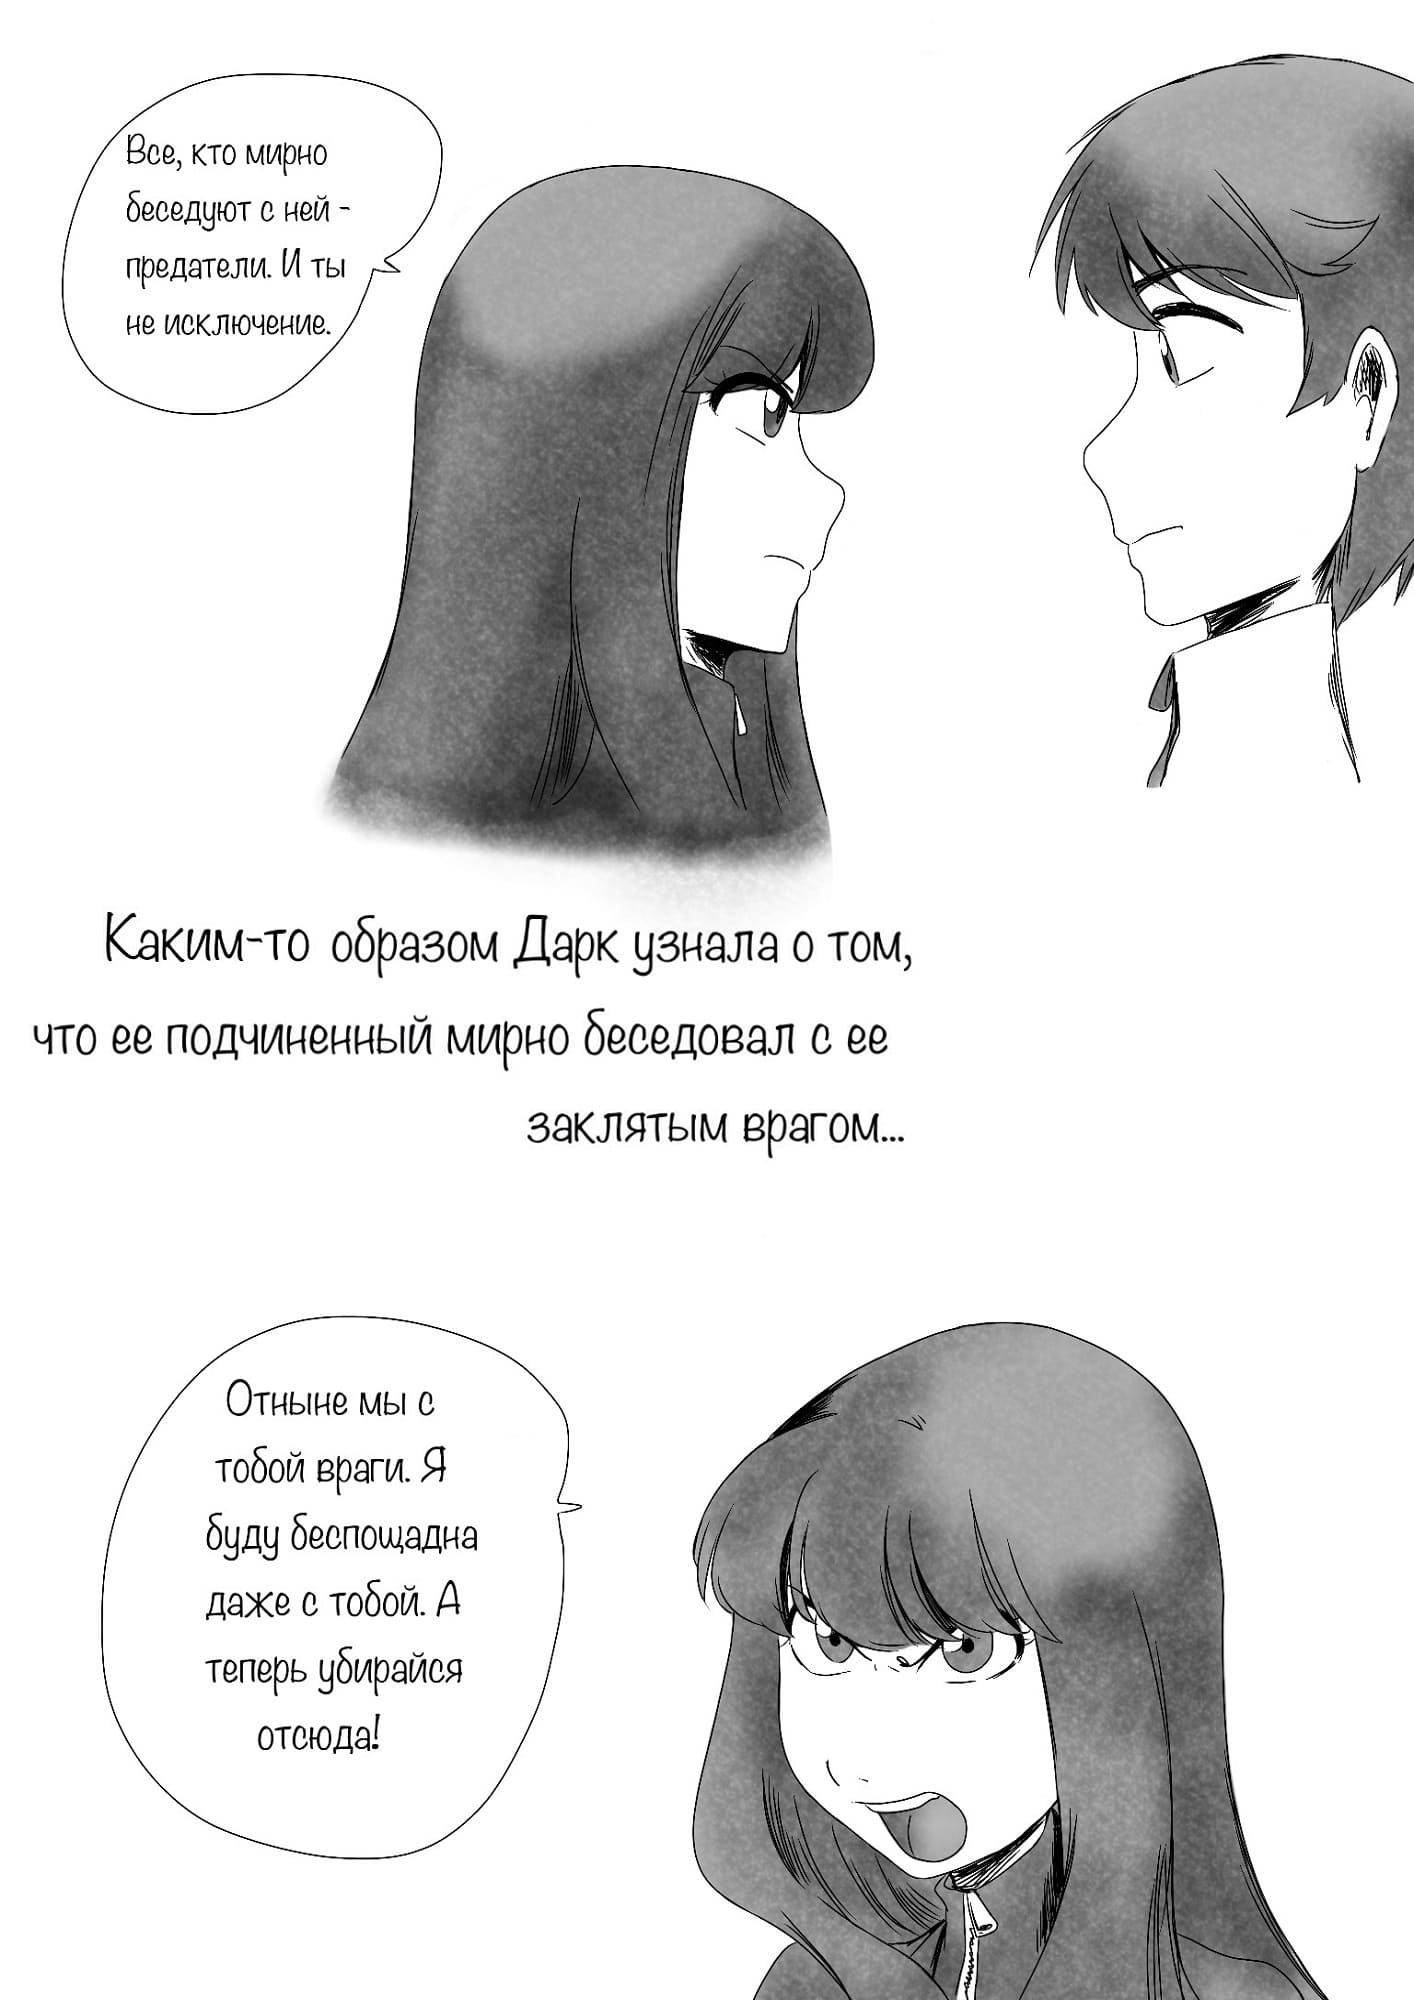 Все, кто мирно
беседуют с ней -
предатели. И ты
не исключение.
Каким-то образом Дарк узнала о том,
что ее подчиненный мирно беседовал с ее
заклятым врагом...
Отныне мы с
тобой враги. Я
буду беспощадна
даже с тобой. А
теперь убирайся
отсюда!